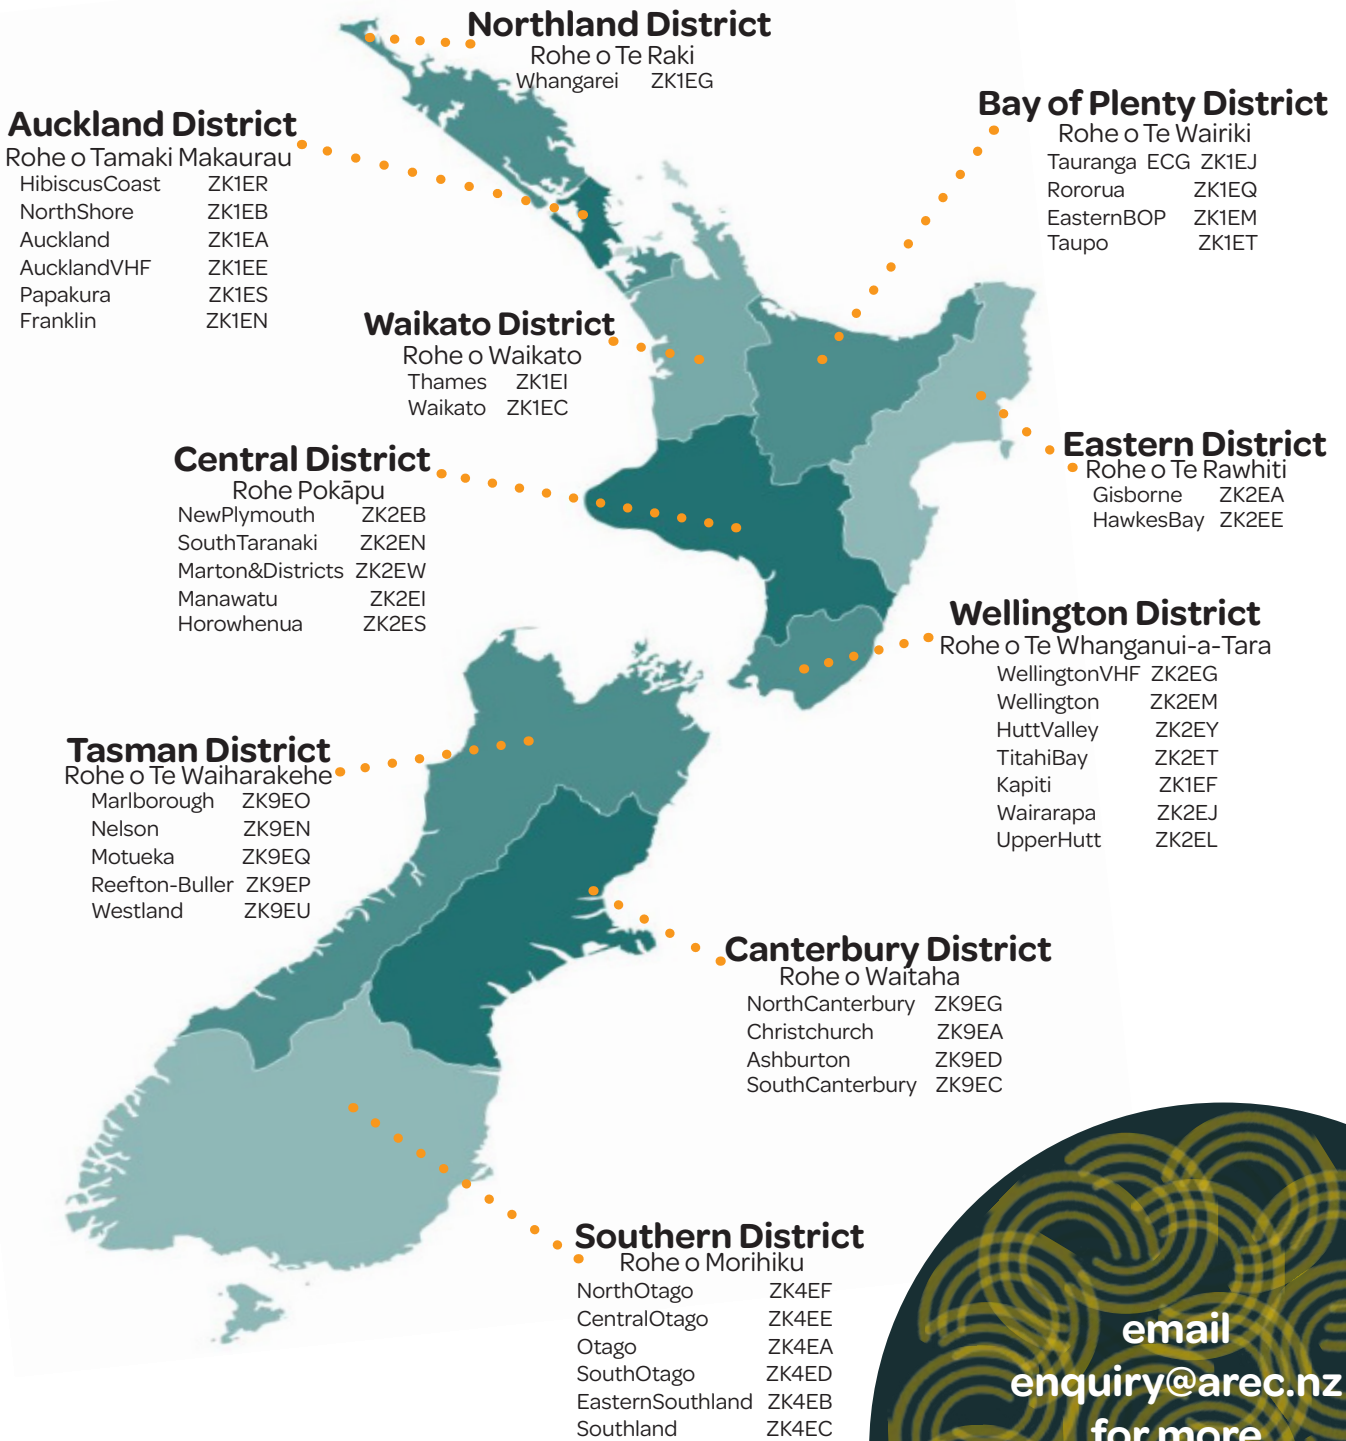 Northland District
Rohe o Te Raki
Whangarei ZK1EG
Auckland District
Rohe o Tamaki Makaurau
HibiscusCoast ZK1ER
NorthShore ZK1EB
Auckland ZK1EA
AucklandVHF ZK1EE
Papakura ZK1ES
Franklin ZK1EN
Bay of Plenty District
Rohe o Te Wairiki
Tauranga ECG ZK1EJ
Rororua ZK1EQ
EasternBOP ZK1EM
Taupo ZK1ET
Waikato District
Rohe o Waikato
Thames ZK1EI
Waikato ZK1EC
Central District
Rohe Pokāpu
NewPlymouth ZK2EB
SouthTaranaki ZK2EN
Marton&Districts ZK2EW
Manawatu ZK2EI
Horowhenua ZK2ES
Eastern District
Rohe o Te Rawhiti
Gisborne ZK2EA
HawkesBay ZK2EE
Wellington District
Rohe o Te Whanganui-a-Tara
WellingtonVHF ZK2EG
Wellington ZK2EM
HuttValley ZK2EY
TitahiBay ZK2ET
Kapiti ZK1EF
Wairarapa ZK2EJ
UpperHutt ZK2EL
Tasman District
Rohe o Te Waiharakehe
Marlborough ZK9EO
Nelson ZK9EN
Motueka ZK9EQ
Reefton-Buller ZK9EP
Westland ZK9EU
Canterbury District
Rohe o Waitaha
NorthCanterbury ZK9EG
Christchurch ZK9EA
Ashburton ZK9ED
SouthCanterbury ZK9EC
Southern District
Rohe o Morihiku
NorthOtago ZK4EF
CentralOtago ZK4EE
Otago ZK4EA
SouthOtago ZK4ED
EasternSouthland ZK4EB
Southland ZK4EC
email
enquiry@arec.nz
for more